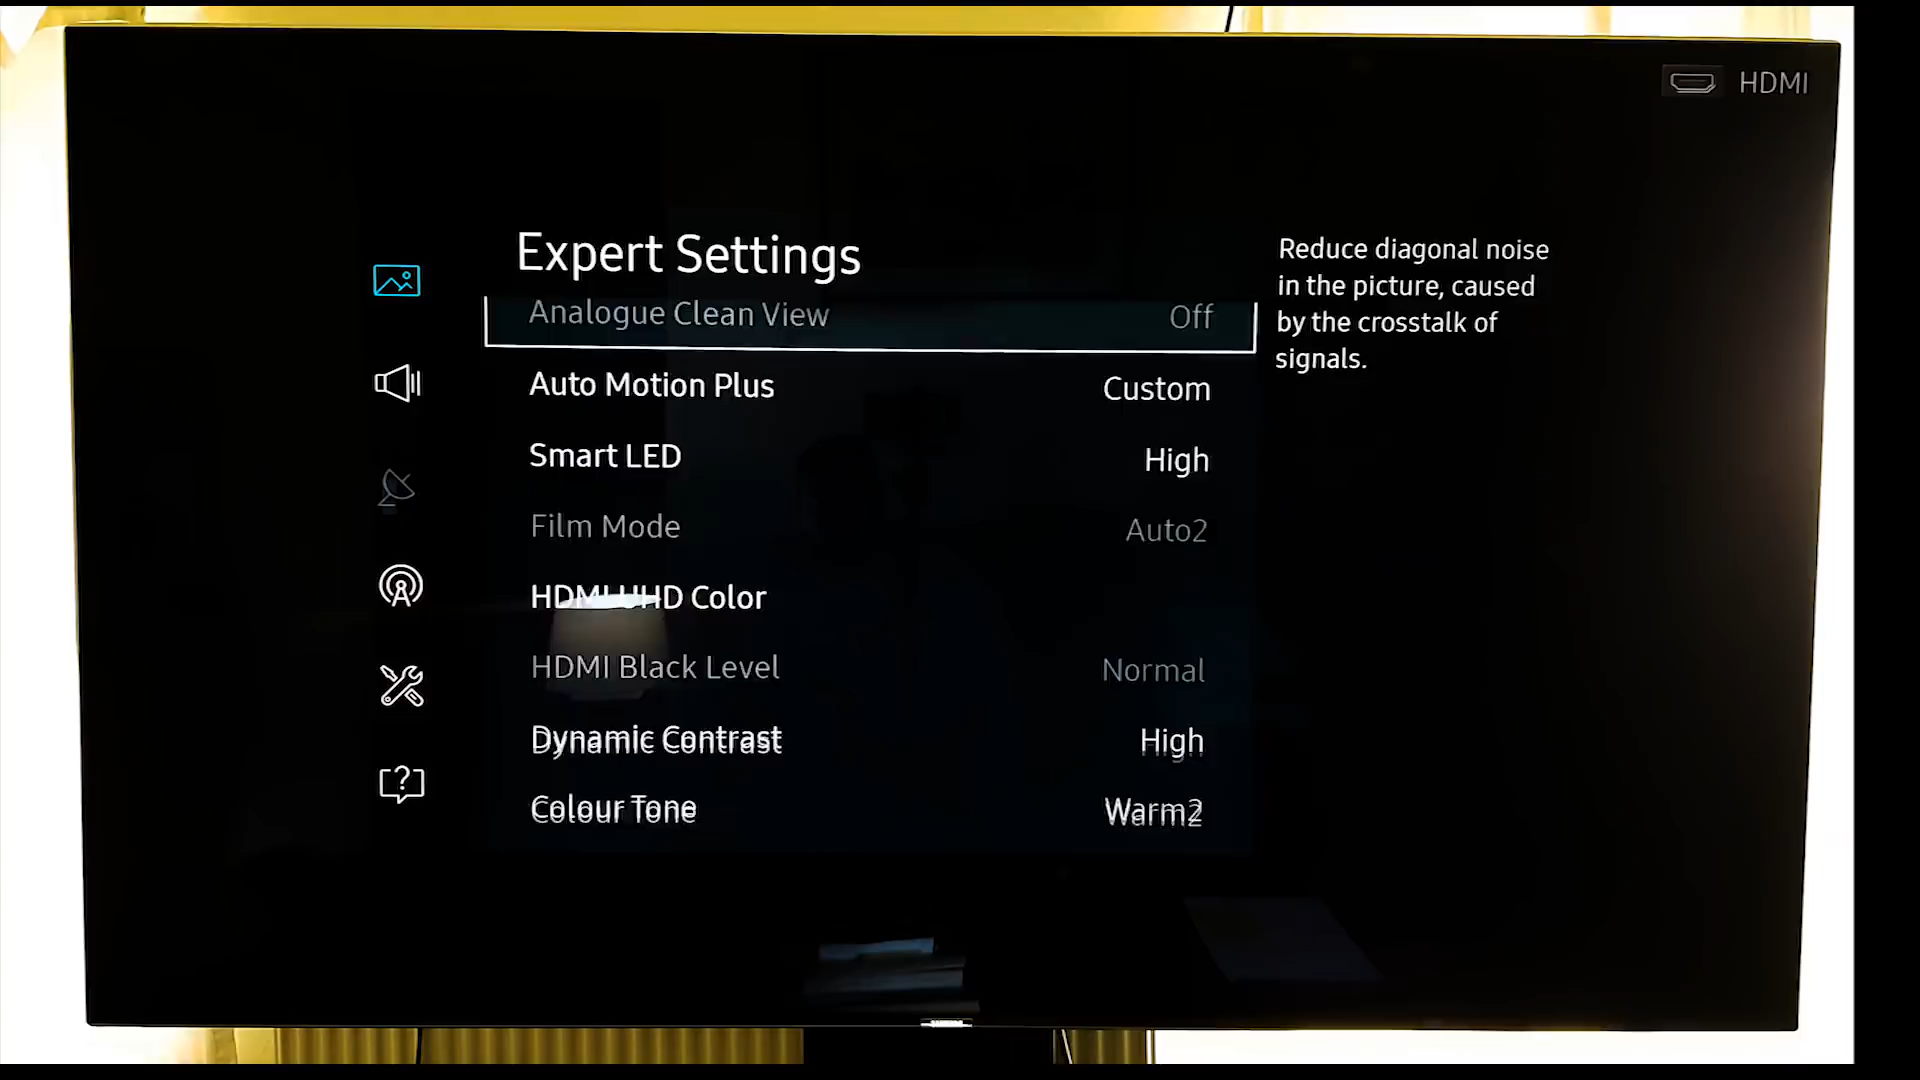 HDMI
Expert Settings
Analogue Clean View Off
Auto Motion Plus Custom
Smart LED High
Film Mode Auto2
HDMI UHD Color
HDMI Black Level Normal
Dynamic Contrast High
Colour Tone Warm2
Reduce diagonal noise
in the picture, caused
by the crosstalk of
signals.